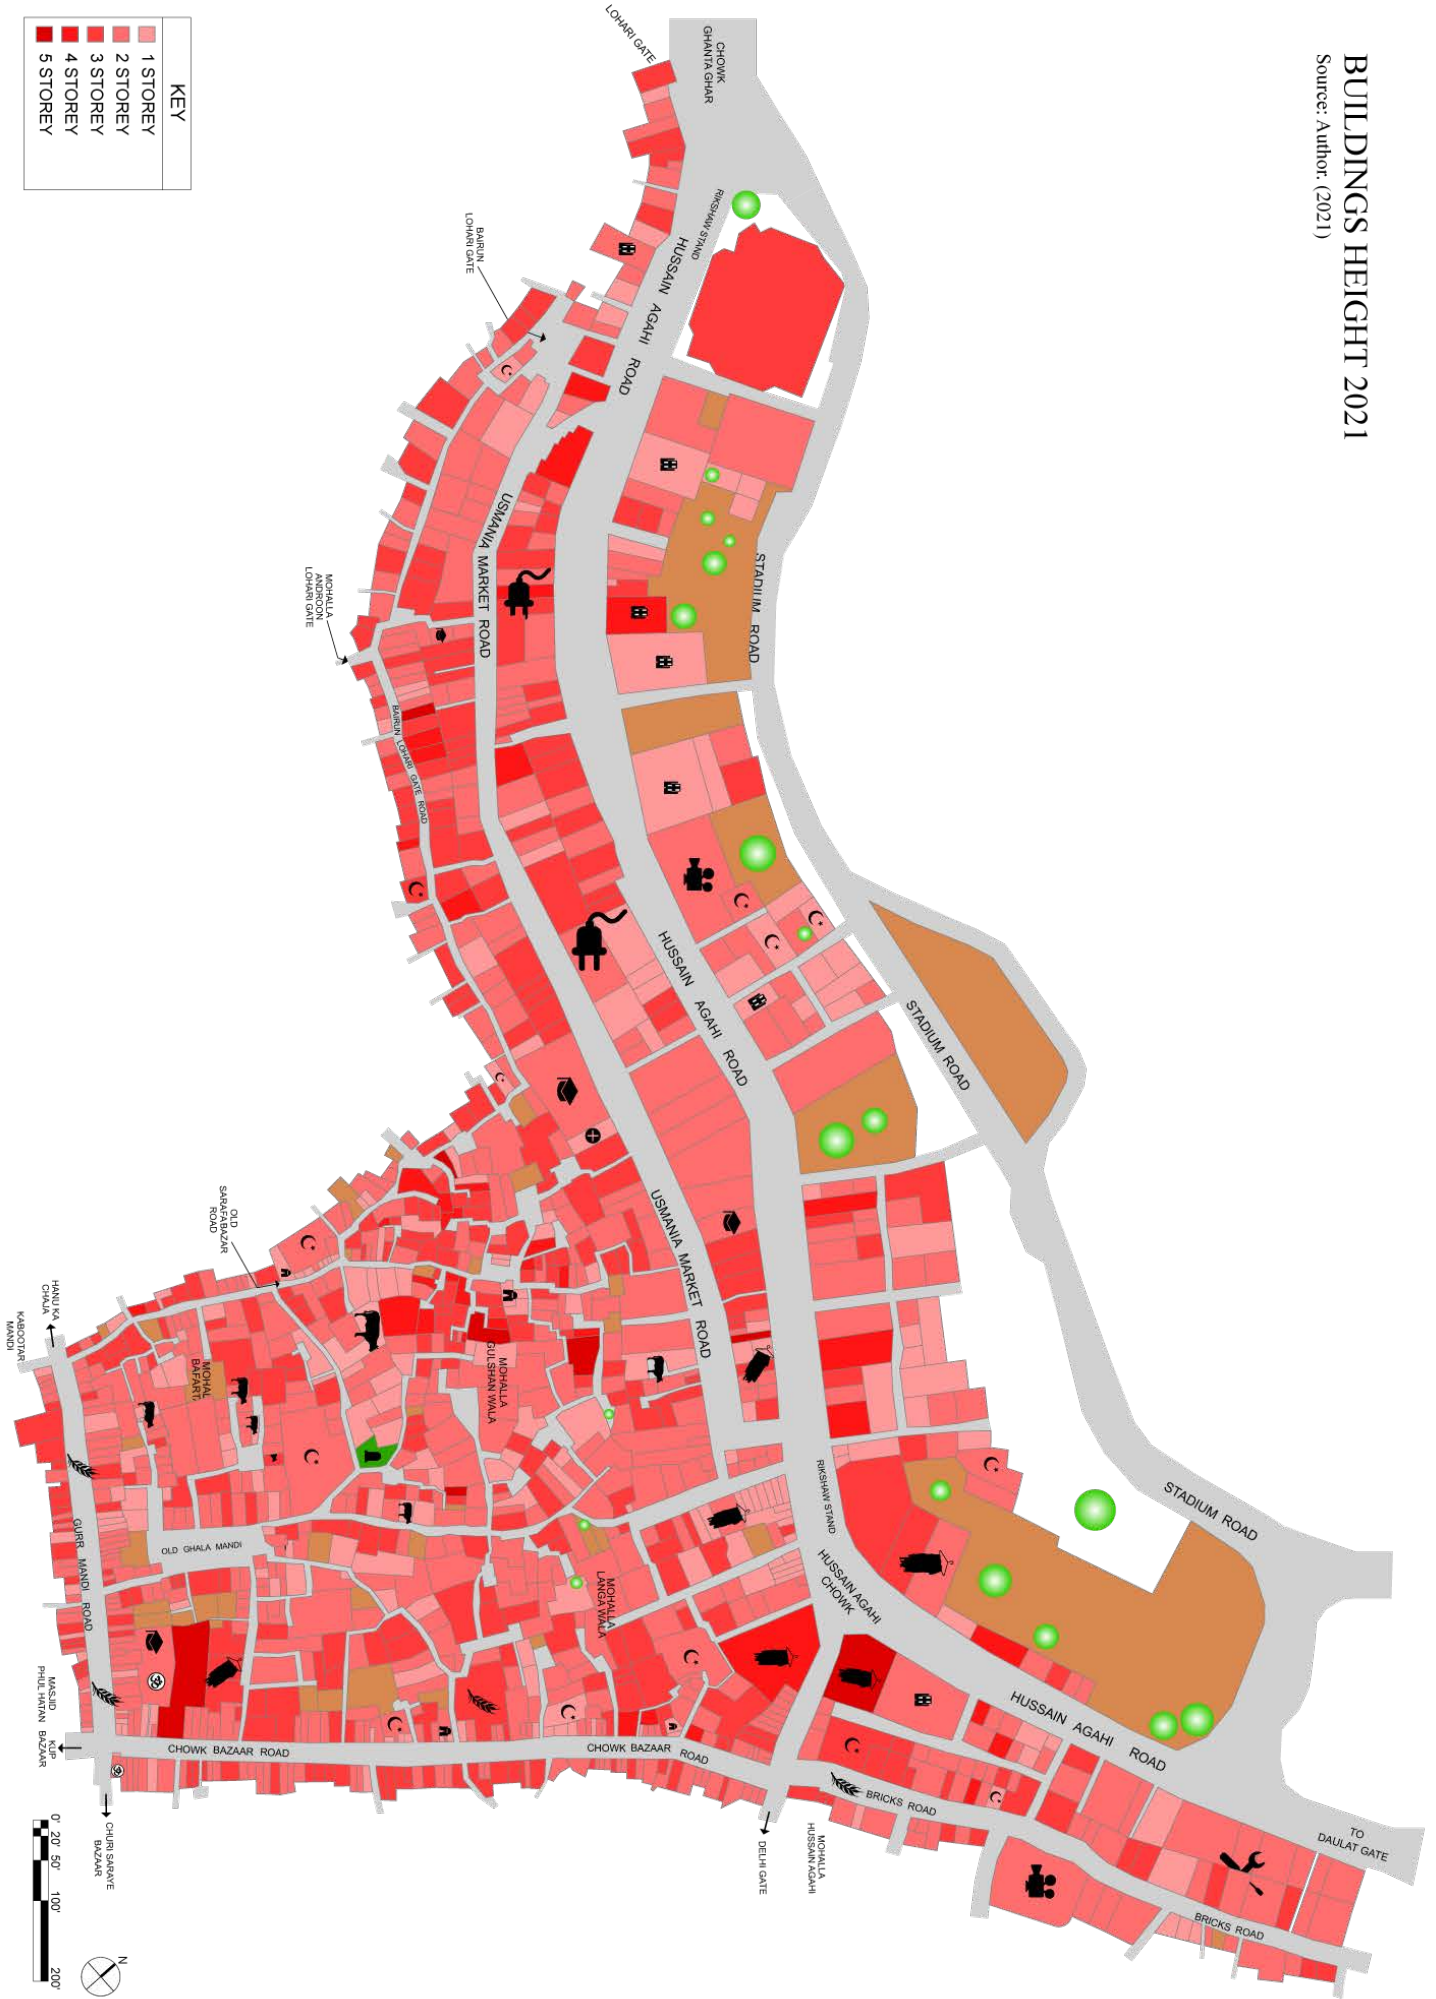 BUILDINGS HEIGHT 2021
Source: Author. (2021)
KEY
1 STOREY
2 STOREY
3 STOREY
4 STOREY
5 STOREY
LOHARI GATE
CHOWK
GHANTA GHAR
RIKSHAW STAND
HUSSAIN AGAHI ROAD
BAIRUN
LOHARI GATE
USMANIA MARKET ROAD
STADIUM ROAD
MOHALLA
ANDROON
LOHARI GATE
BAIRUN LOHARI GATE ROAD
HUSSAIN AGAHI ROAD
STADIUM ROAD
USMANIA MARKET ROAD
OLD
SARAFA BAZAR
ROAD
HANU KA
CHAJA
KABOOTAR
MANDI
MOHAL
BAFART
MOHALLA
GULSHAN WALA
STADIUM ROAD
RIKSHAW STAND
HUSSAIN AGAHI
CHOWK
OLD GHALA MANDI
GURR MANDI ROAD
MOHALLA
LANGA WALA
HUSSAIN AGAHI ROAD
MASJID
PHUL HATAN
KUP
BAZAAR
CHOWK BAZAAR ROAD
CHOWK BAZAAR ROAD
BRICKS ROAD
TO
DAULAT GATE
CHURI SARAYE
BAZAAR
DELHI GATE
MOHALLA
HUSSAIN AGAHI
BRICKS ROAD
0' 20' 50' 100' 200'
N